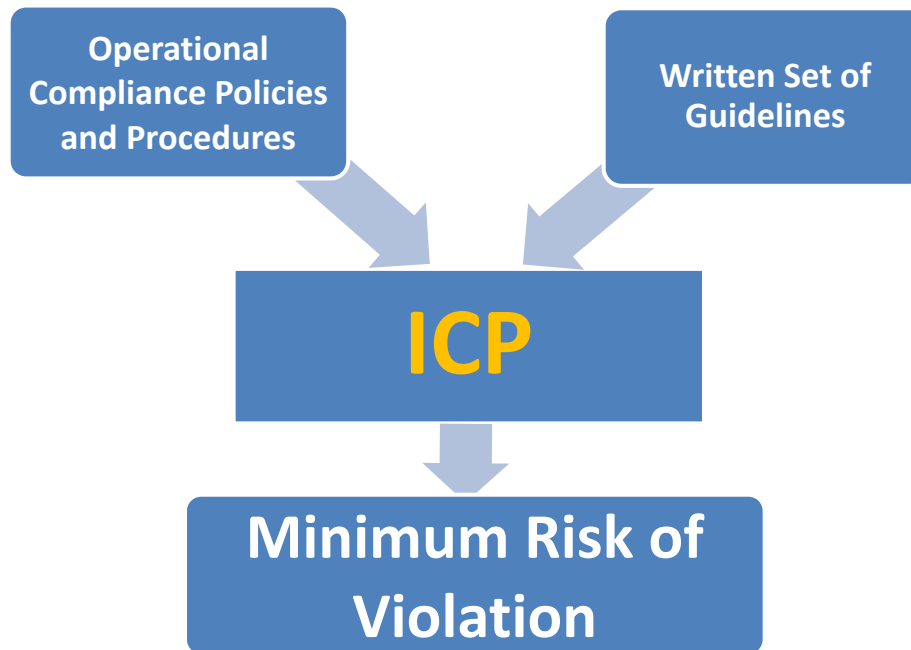 Operational
Compliance Policies
and Procedures
Written Set of
Guidelines
ICP
Minimum Risk of
Violation